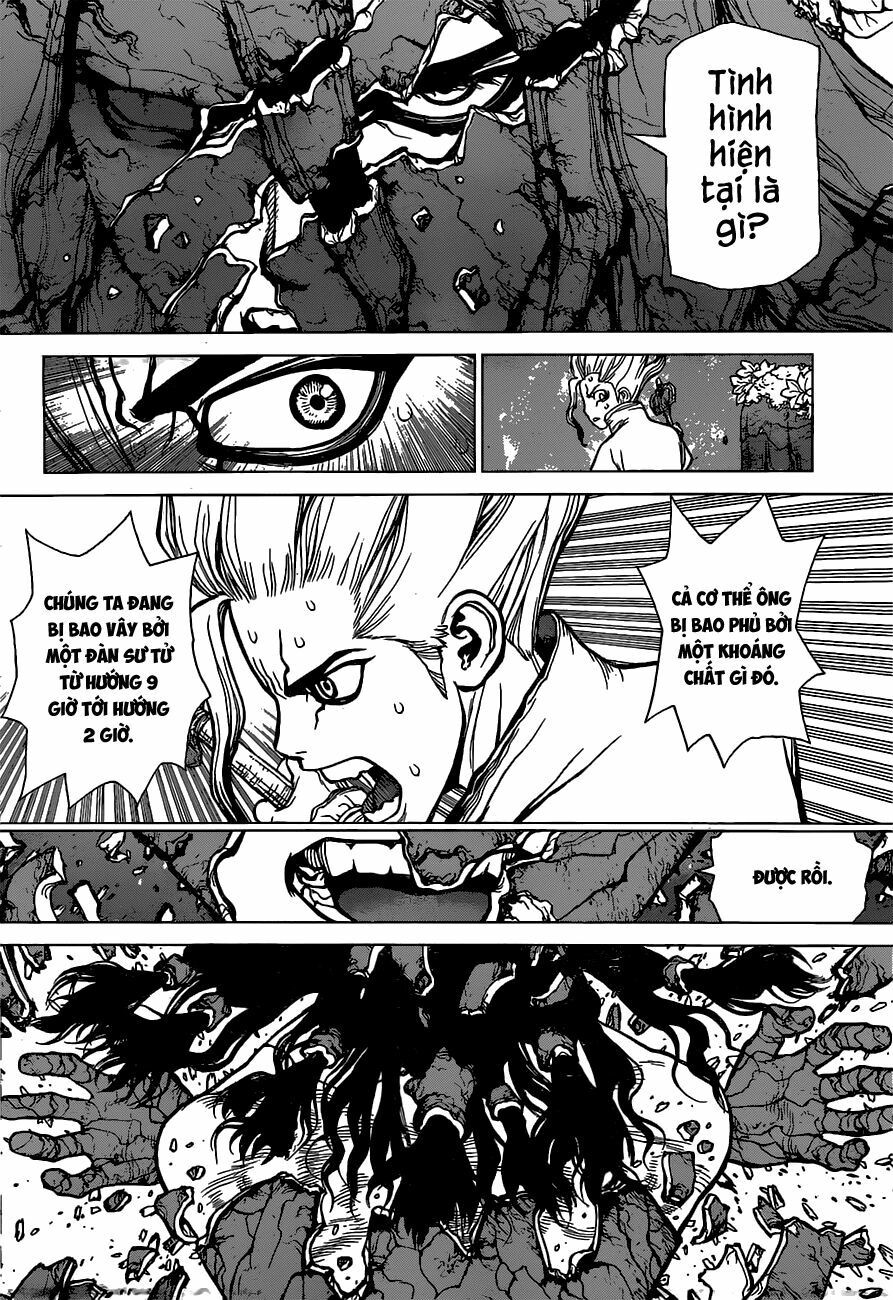 Tình
hình
hiện
tại là
gì?
CẢ CƠ THỂ ÔNG
BỊ BAO PHỦ BỞI
MỘT KHOÁNG
CHẤT GÌ ĐÓ.
CHÚNG TA ĐANG
BỊ BAO VÂY BỞI
MỘT ĐÀN SƯ TỬ
TỪ HƯỚNG 9
GIỜ TỚI HƯỚNG
2 GIỜ.
ĐƯỢC RỒI.